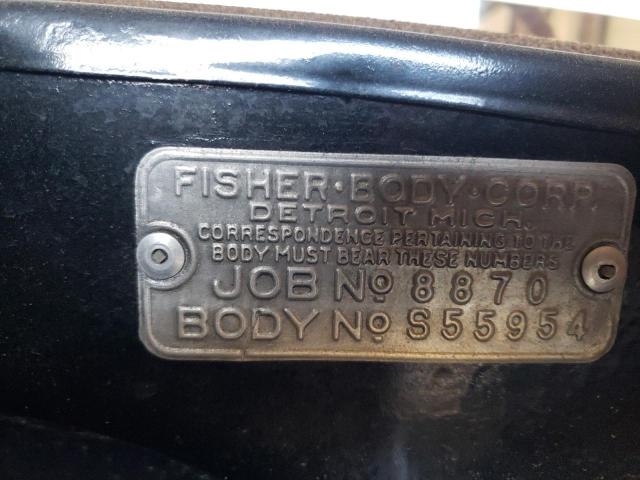 FISHER·BODY·CORP.
DETROIT MICH.
CORRESPONDENCE PERTAINING TO THE
BODY MUST BEAR THESE NUMBERS
JOB No 8870
BODY No S55954